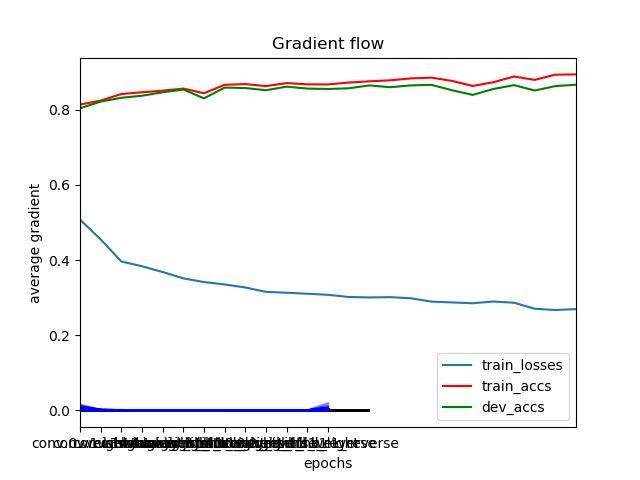 Gradient flow
average gradient
0.8
0.6
0.4
0.2
0.0
train_losses
train_accs
dev_accs
epochs